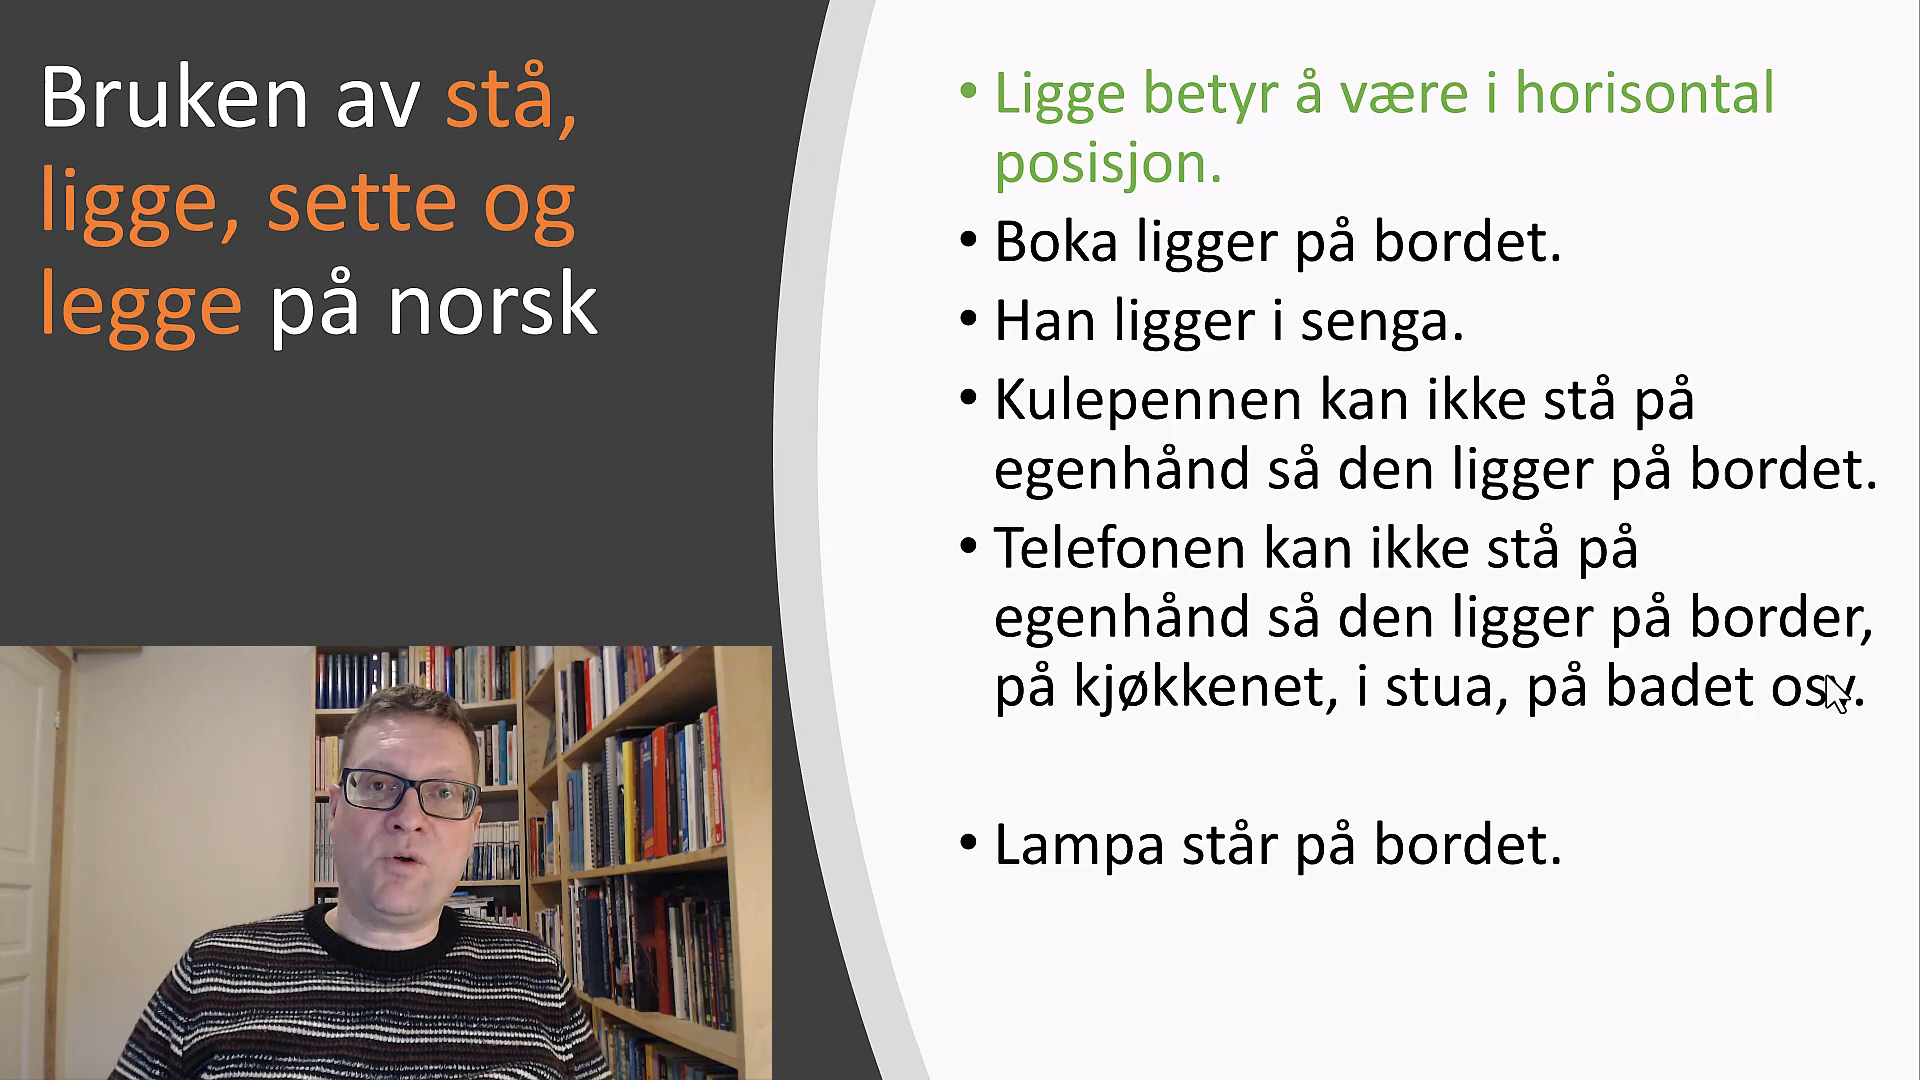 Bruken av stå,
ligge, sette og
legge på norsk
• Ligge betyr å være i horisontal
posisjon.
• Boka ligger på bordet.
• Han ligger i senga.
• Kulepennen kan ikke stå på
egenhånd så den ligger på bordet.
• Telefonen kan ikke stå på
egenhånd så den ligger på border,
på kjøkkenet, i stua, på badet osv.
• Lampa står på bordet.